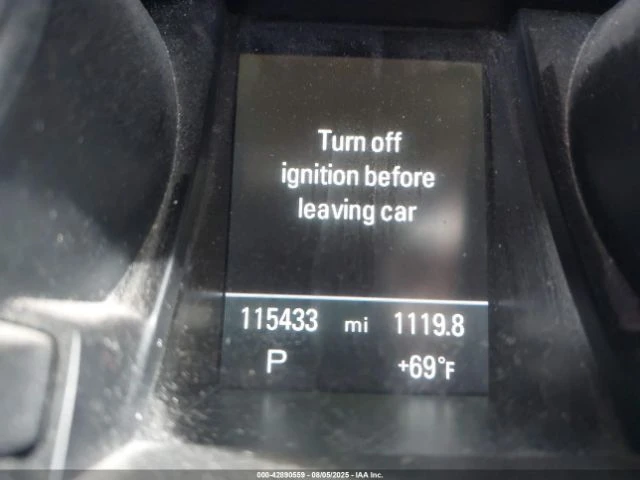 Turn off
ignition before
leaving car
115433 mi 1119.8
P +69°F
000-42890559 - 08/05/2025 - IAA Inc.